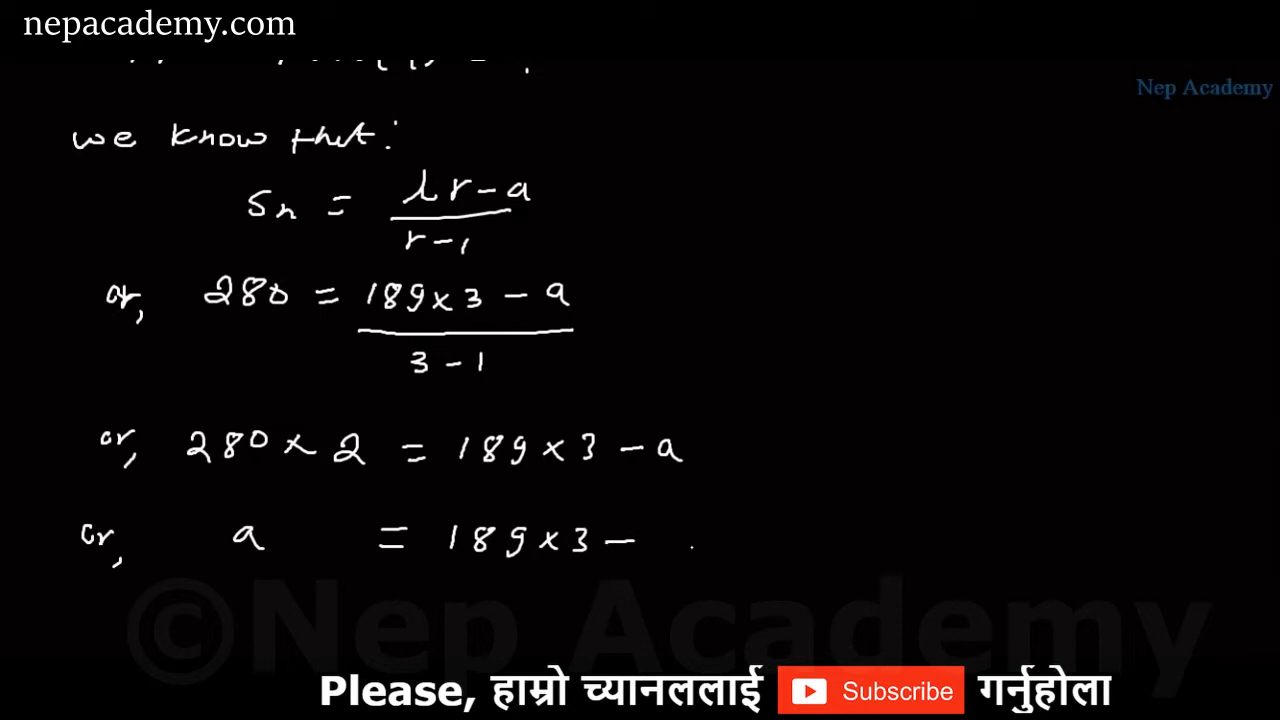 nepacademy.com
Nep Academy
we know that:
Sn = lr-a / r-1
or, 280 = 189×3 - a / 3-1
or, 280×2 = 189×3 - a
or, a = 189×3 -
©Nep Academy
Please, हाम्रो च्यानललाई Subscribe गर्नुहोला